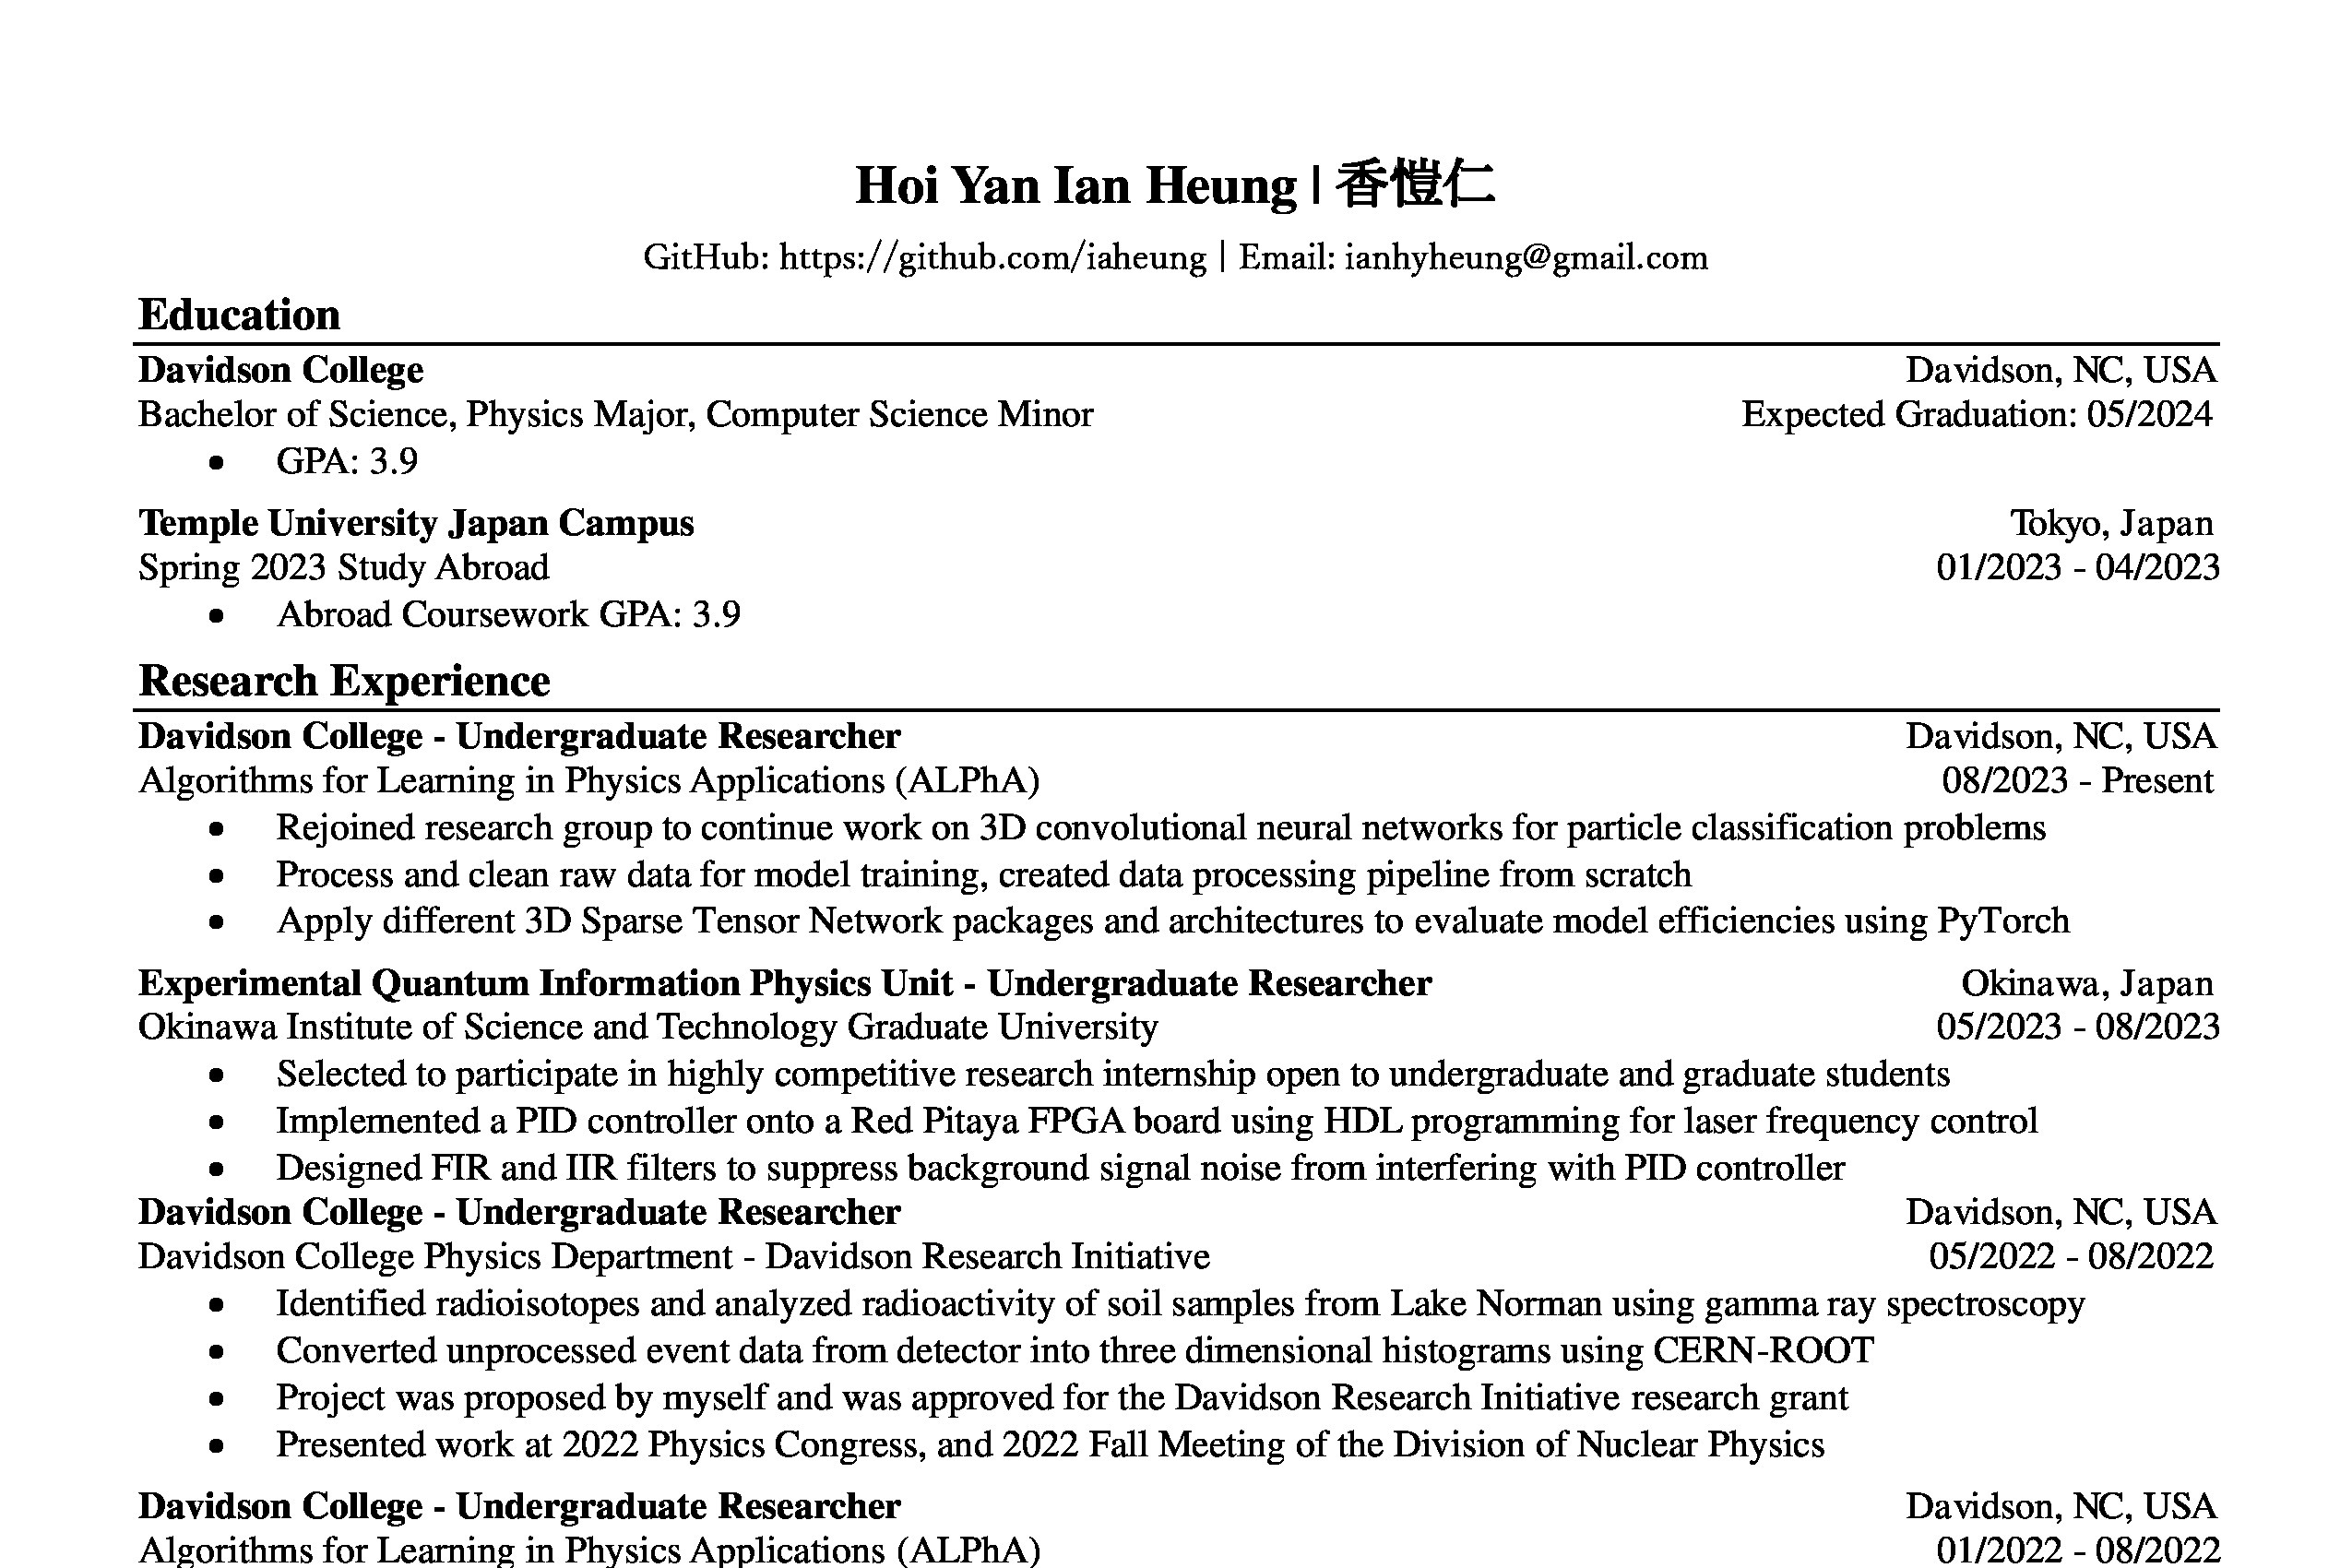 Hoi Yan Ian Heung | 香愷仁
GitHub: https://github.com/iaheung | Email: ianhyheung@gmail.com
Education
Davidson College Davidson, NC, USA
Bachelor of Science, Physics Major, Computer Science Minor Expected Graduation: 05/2024
● GPA: 3.9
Temple University Japan Campus Tokyo, Japan
Spring 2023 Study Abroad 01/2023 - 04/2023
● Abroad Coursework GPA: 3.9
Research Experience
Davidson College - Undergraduate Researcher Davidson, NC, USA
Algorithms for Learning in Physics Applications (ALPhA) 08/2023 - Present
● Rejoined research group to continue work on 3D convolutional neural networks for particle classification problems
● Process and clean raw data for model training, created data processing pipeline from scratch
● Apply different 3D Sparse Tensor Network packages and architectures to evaluate model efficiencies using PyTorch
Experimental Quantum Information Physics Unit - Undergraduate Researcher Okinawa, Japan
Okinawa Institute of Science and Technology Graduate University 05/2023 - 08/2023
● Selected to participate in highly competitive research internship open to undergraduate and graduate students
● Implemented a PID controller onto a Red Pitaya FPGA board using HDL programming for laser frequency control
● Designed FIR and IIR filters to suppress background signal noise from interfering with PID controller
Davidson College - Undergraduate Researcher Davidson, NC, USA
Davidson College Physics Department - Davidson Research Initiative 05/2022 - 08/2022
● Identified radioisotopes and analyzed radioactivity of soil samples from Lake Norman using gamma ray spectroscopy
● Converted unprocessed event data from detector into three dimensional histograms using CERN-ROOT
● Project was proposed by myself and was approved for the Davidson Research Initiative research grant
● Presented work at 2022 Physics Congress, and 2022 Fall Meeting of the Division of Nuclear Physics
Davidson College - Undergraduate Researcher Davidson, NC, USA
Algorithms for Learning in Physics Applications (ALPhA) 01/2022 - 08/2022